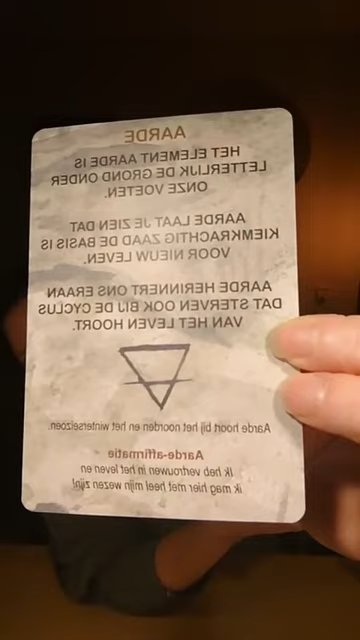 AARDE
HET ELEMENT AARDE IS
LETTERLIJK DE GROND ONDER
ONZE VOETEN.
AARDE LAAT JE ZIEN DAT
KIEMKRACHTIG ZAAD DE BASIS IS
VOOR NIEUW LEVEN.
AARDE HERINNERT ONS ERAAN
DAT STERVEN OOK BIJ DE CYCLUS
VAN HET LEVEN HOORT.
Aarde hoort bij het noorden en het winterseizoen.
Aarde-affirmatie
Ik heb vertrouwen in het leven en
ik mag hier met heel mijn wezen zijn!